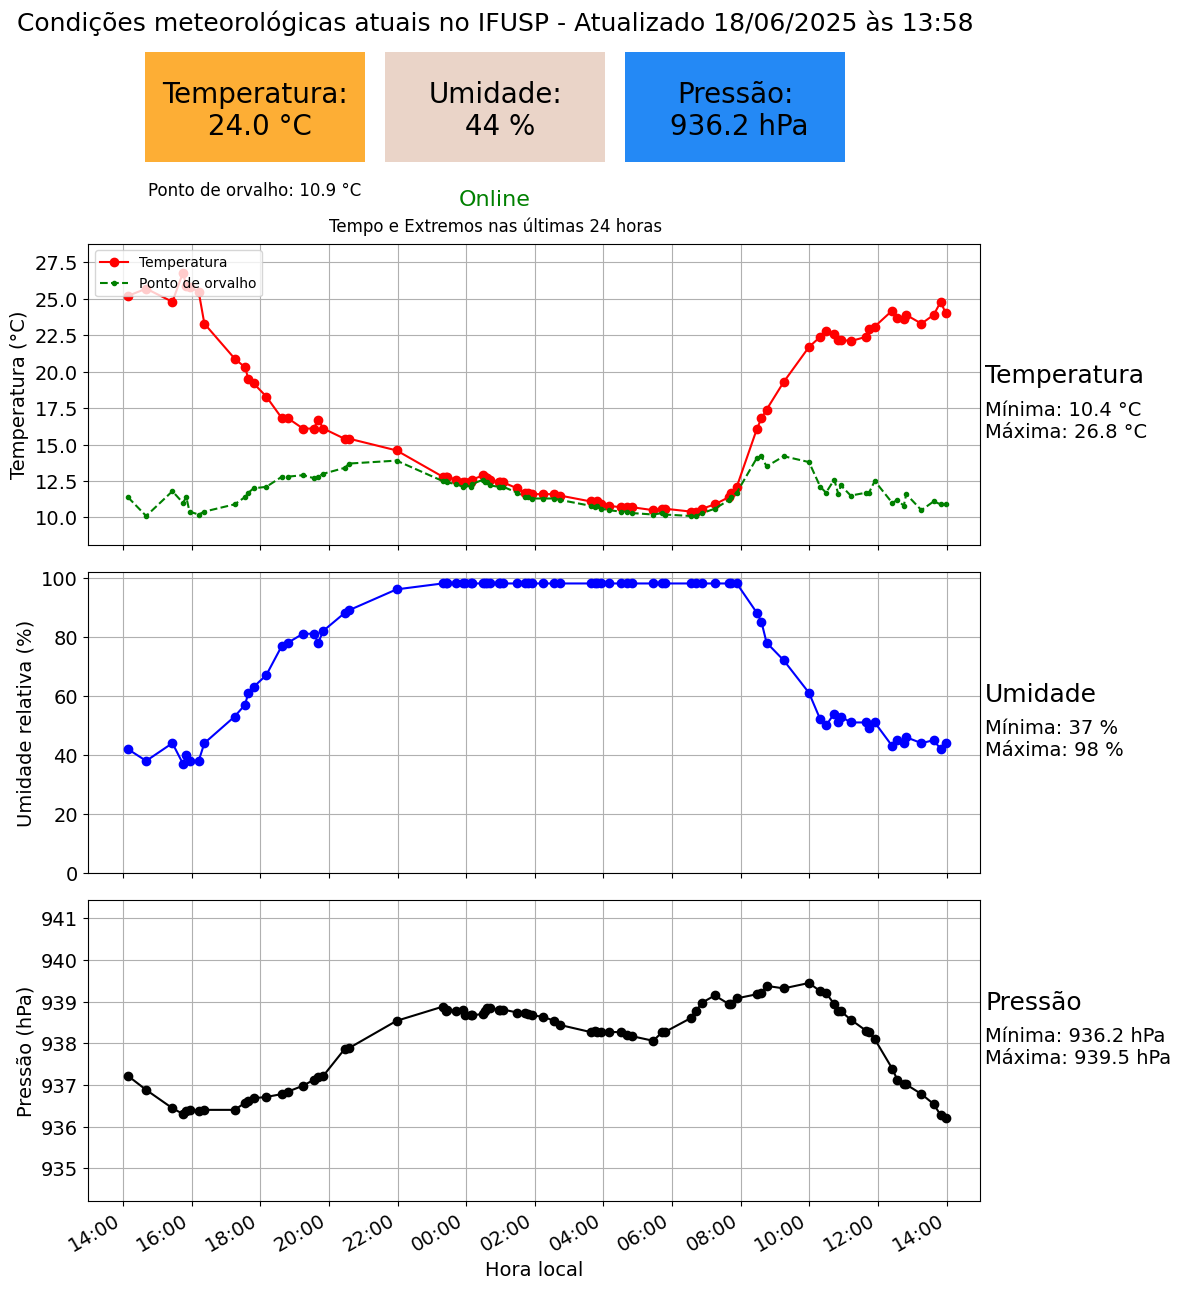 Condições meteorológicas atuais no IFUSP - Atualizado 18/06/2025 às 13:58
Temperatura:
24.0 °C
Umidade:
44 %
Pressão:
936.2 hPa
Ponto de orvalho: 10.9 °C
Online
Tempo e Extremos nas últimas 24 horas
Temperatura
Ponto de orvalho
Temperatura (°C)
27.5
25.0
22.5
20.0
17.5
15.0
12.5
10.0
Temperatura
Mínima: 10.4 °C
Máxima: 26.8 °C
Umidade relativa (%)
100
80
60
40
20
0
Umidade
Mínima: 37 %
Máxima: 98 %
Pressão (hPa)
941
940
939
938
937
936
935
Pressão
Mínima: 936.2 hPa
Máxima: 939.5 hPa
14:00 16:00 18:00 20:00 22:00 00:00 02:00 04:00 06:00 08:00 10:00 12:00 14:00
Hora local